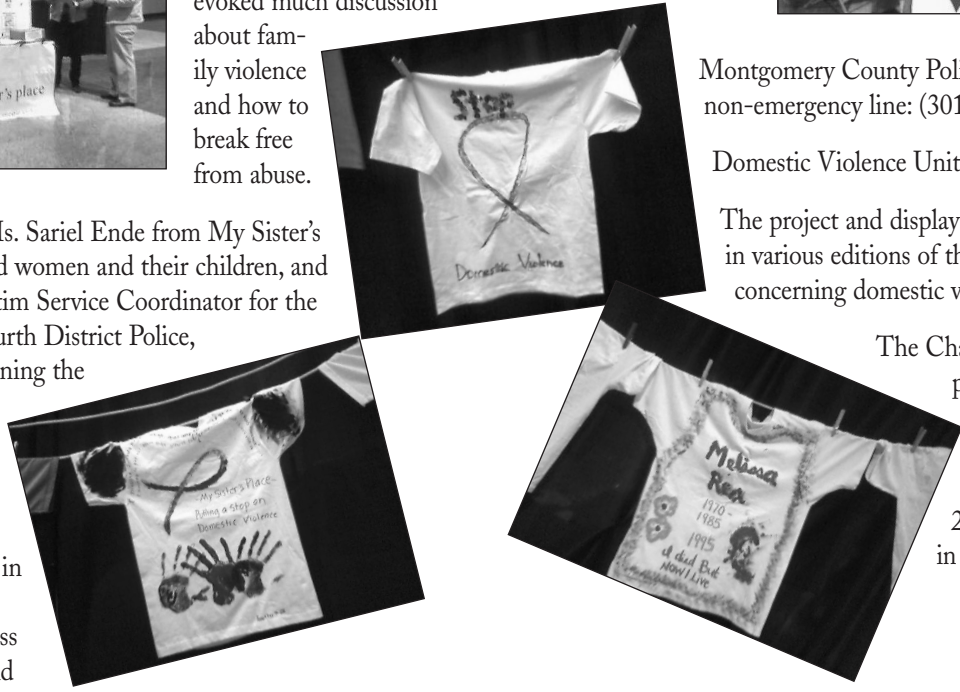 evoked much discussion
about fam-
ily violence
and how to
break free
from abuse.
r's place
Is. Sariel Ende from My Sister's
d women and their children, and
tim Service Coordinator for the
urth District Police,
ning the
in
ss
d
STOP
Domestic Violence
My Sister's Place
Putting a Stop on
Domestic Violence
Melissa
1970-
1985
1995
I died But
NOW I Live
Montgomery County Poli
non-emergency line: (301
Domestic Violence Unit
The project and display
in various editions of th
concerning domestic v
The Cha
p
2
in